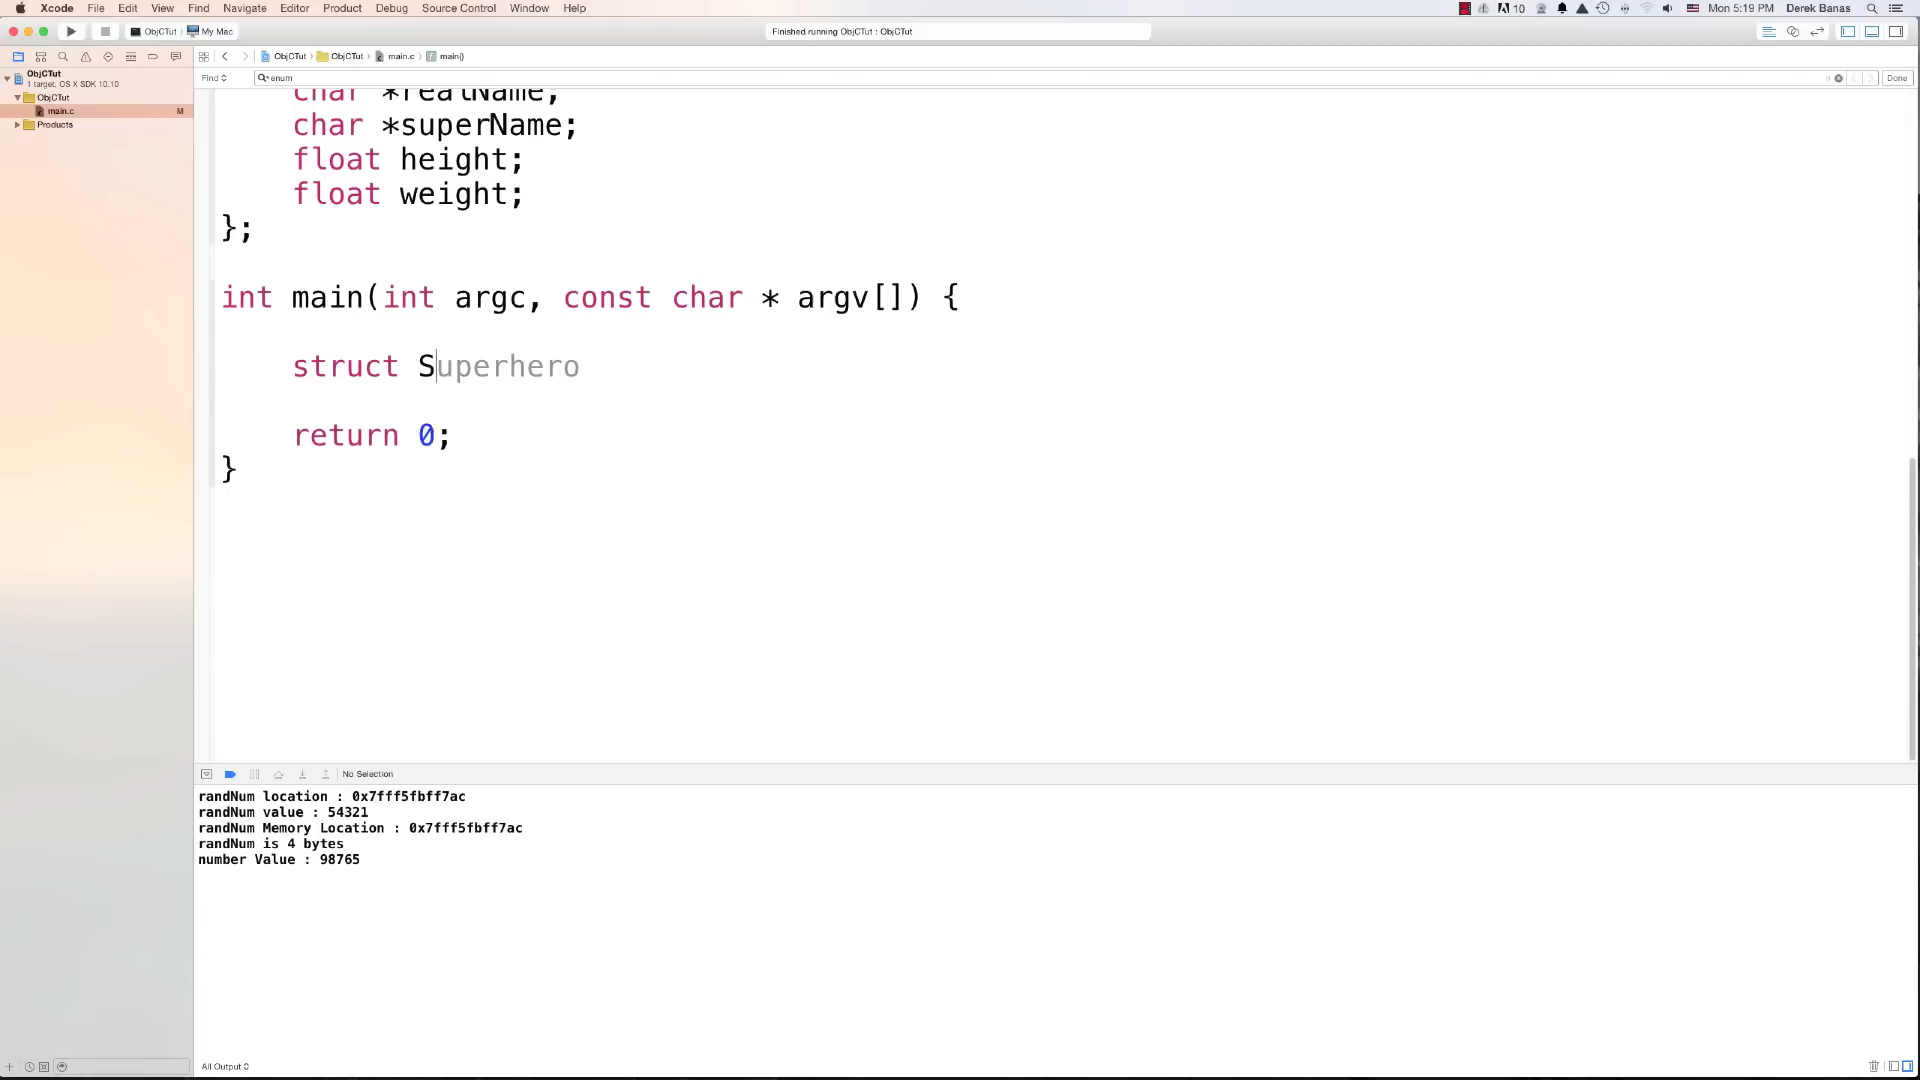 Xcode File Edit View Find Navigate Editor Product Debug Source Control Window Help 10 Mon 5:19 PM Derek Banas
ObjCTut My Mac Finished running ObjCTut : ObjCTut
ObjCTut ObjCTut main.c main()
Find enum Done
ObjCTut
1 target, OS X SDK 10.10
ObjCTut
main.c M
Products
char *realName;
char *superName;
float height;
float weight;
};
int main(int argc, const char * argv[]) {
struct Superhero
return 0;
}
No Selection
randNum location : 0x7fff5fbff7ac
randNum value : 54321
randNum Memory Location : 0x7fff5fbff7ac
randNum is 4 bytes
number Value : 98765
All Output